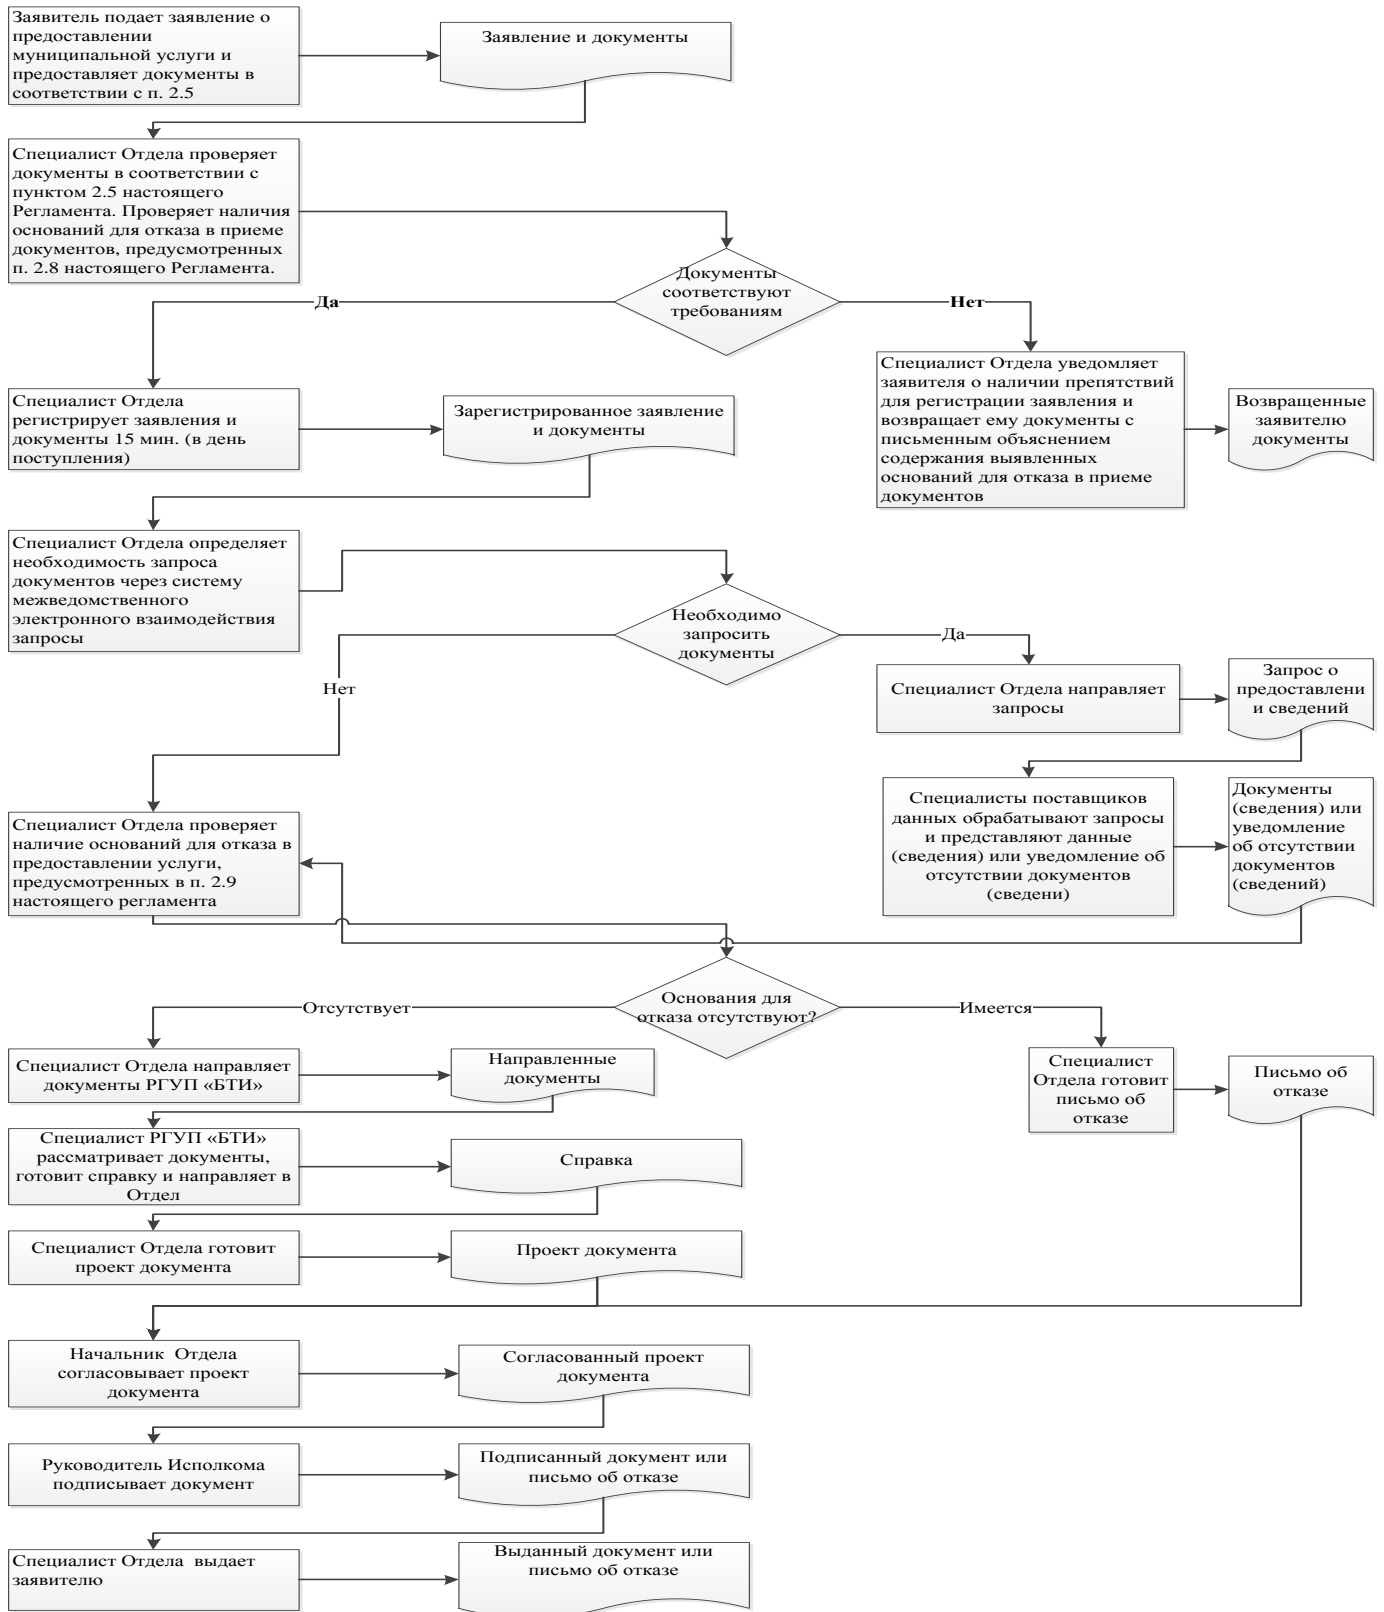 Заявитель подает заявление о
предоставлении
муниципальной услуги и
предоставляет документы в
соответствии с п. 2.5
Заявление и документы
Специалист Отдела проверяет
документы в соответствии с
пунктом 2.5 настоящего
Регламента. Проверяет наличия
оснований для отказа в приеме
документов, предусмотренных
п. 2.8 настоящего Регламента.
Документы
соответствуют
требованиям
Да
Нет
Специалист Отдела
регистрирует заявления и
документы 15 мин. (в день
поступления)
Зарегистрированное заявление
и документы
Специалист Отдела уведомляет
заявителя о наличии препятствий
для регистрации заявления и
возвращает ему документы с
письменным объяснением
содержания выявленных
оснований для отказа в приеме
документов
Возвращенные
заявителю
документы
Специалист Отдела определяет
необходимость запроса
документов через систему
межведомственного
электронного взаимодействия
запросы
Необходимо
запросить
документы
Да
Нет
Специалист Отдела направляет
запросы
Запрос о
предоставлени
и сведений
Специалисты поставщиков
данных обрабатывают запросы
и представляют данные
(сведения) или уведомление об
отсутствии документов
(сведени)
Документы
(сведения) или
уведомление
об отсутствии
документов
(сведений)
Специалист Отдела проверяет
наличие оснований для отказа в
предоставлении услуги,
предусмотренных в п. 2.9
настоящего регламента
Основания для
отказа отсутствуют?
Отсутствует
Имеется
Специалист Отдела направляет
документы РГУП «БТИ»
Направленные
документы
Специалист
Отдела готовит
письмо об
отказе
Письмо об
отказе
Специалист РГУП «БТИ»
рассматривает документы,
готовит справку и направляет в
Отдел
Справка
Специалист Отдела готовит
проект документа
Проект документа
Начальник Отдела
согласовывает проект
документа
Согласованный проект
документа
Руководитель Исполкома
подписывает документ
Подписанный документ или
письмо об отказе
Специалист Отдела выдает
заявителю
Выданный документ или
письмо об отказе